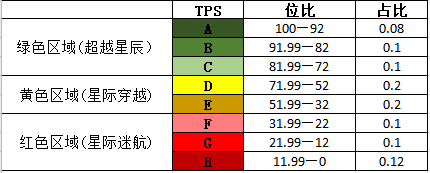 TPS 位比 占比
绿色区域(超越星辰) A 100—92 0.08
B 91.99—82 0.1
C 81.99—72 0.1
黄色区域(星际穿越) D 71.99—52 0.2
E 51.99—32 0.2
红色区域(星际迷航) F 31.99—22 0.1
G 21.99—12 0.1
H 11.99—0 0.12